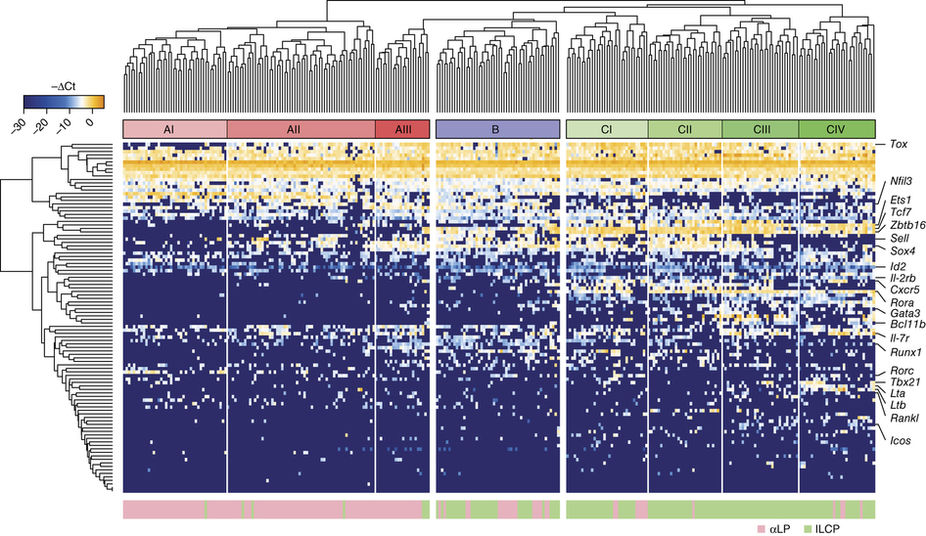 −ΔCt
−30 −20 −10 0
AI AII AIII B CI CII CIII CIV
Tox
Nfil3
Ets1
Tcf7
Zbtb16
Sell
Sox4
Id2
Il-2rb
Cxcr5
Rora
Gata3
Bcl11b
Il-7r
Runx1
Rorc
Tbx21
Lta
Ltb
Rankl
Icos
αLP ILCP